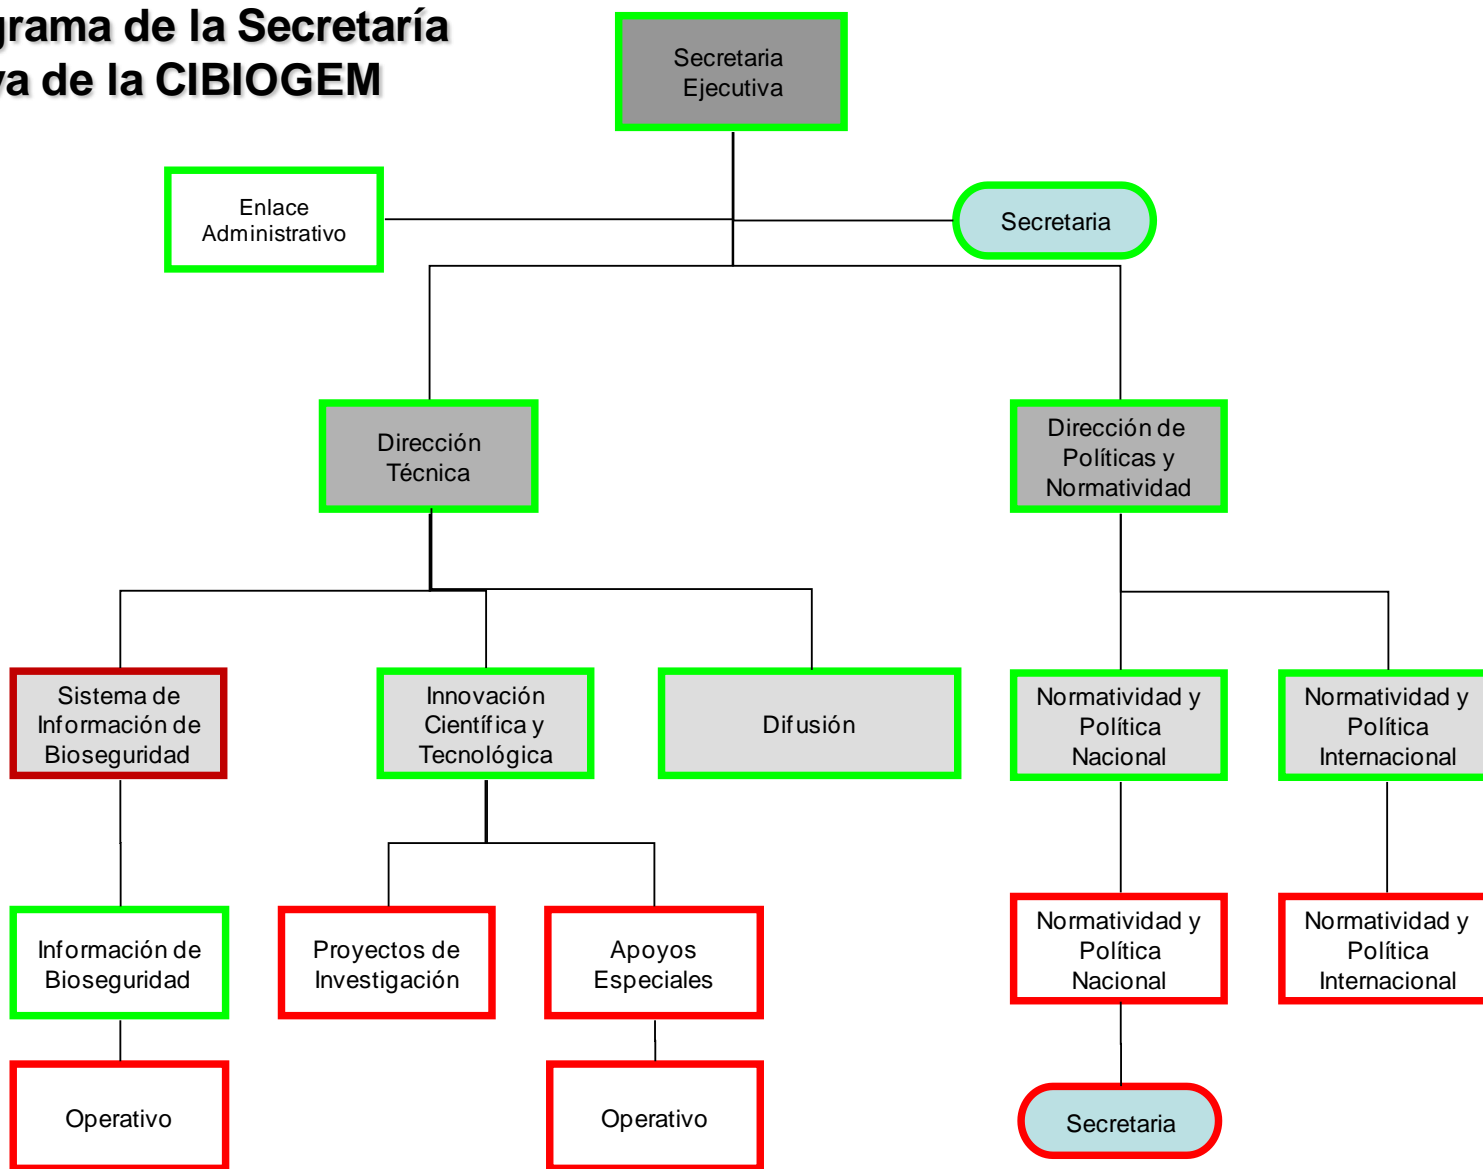 grama de la Secretaría
va de la CIBIOGEM
Secretaria
Ejecutiva
Enlace
Administrativo
Secretaria
Dirección
Técnica
Dirección de
Políticas y
Normatividad
Sistema de
Información de
Bioseguridad
Innovación
Científica y
Tecnológica
Difusión
Normatividad y
Política
Nacional
Normatividad y
Política
Internacional
Información de
Bioseguridad
Proyectos de
Investigación
Apoyos
Especiales
Normatividad y
Política
Nacional
Normatividad y
Política
Internacional
Operativo
Operativo
Secretaria